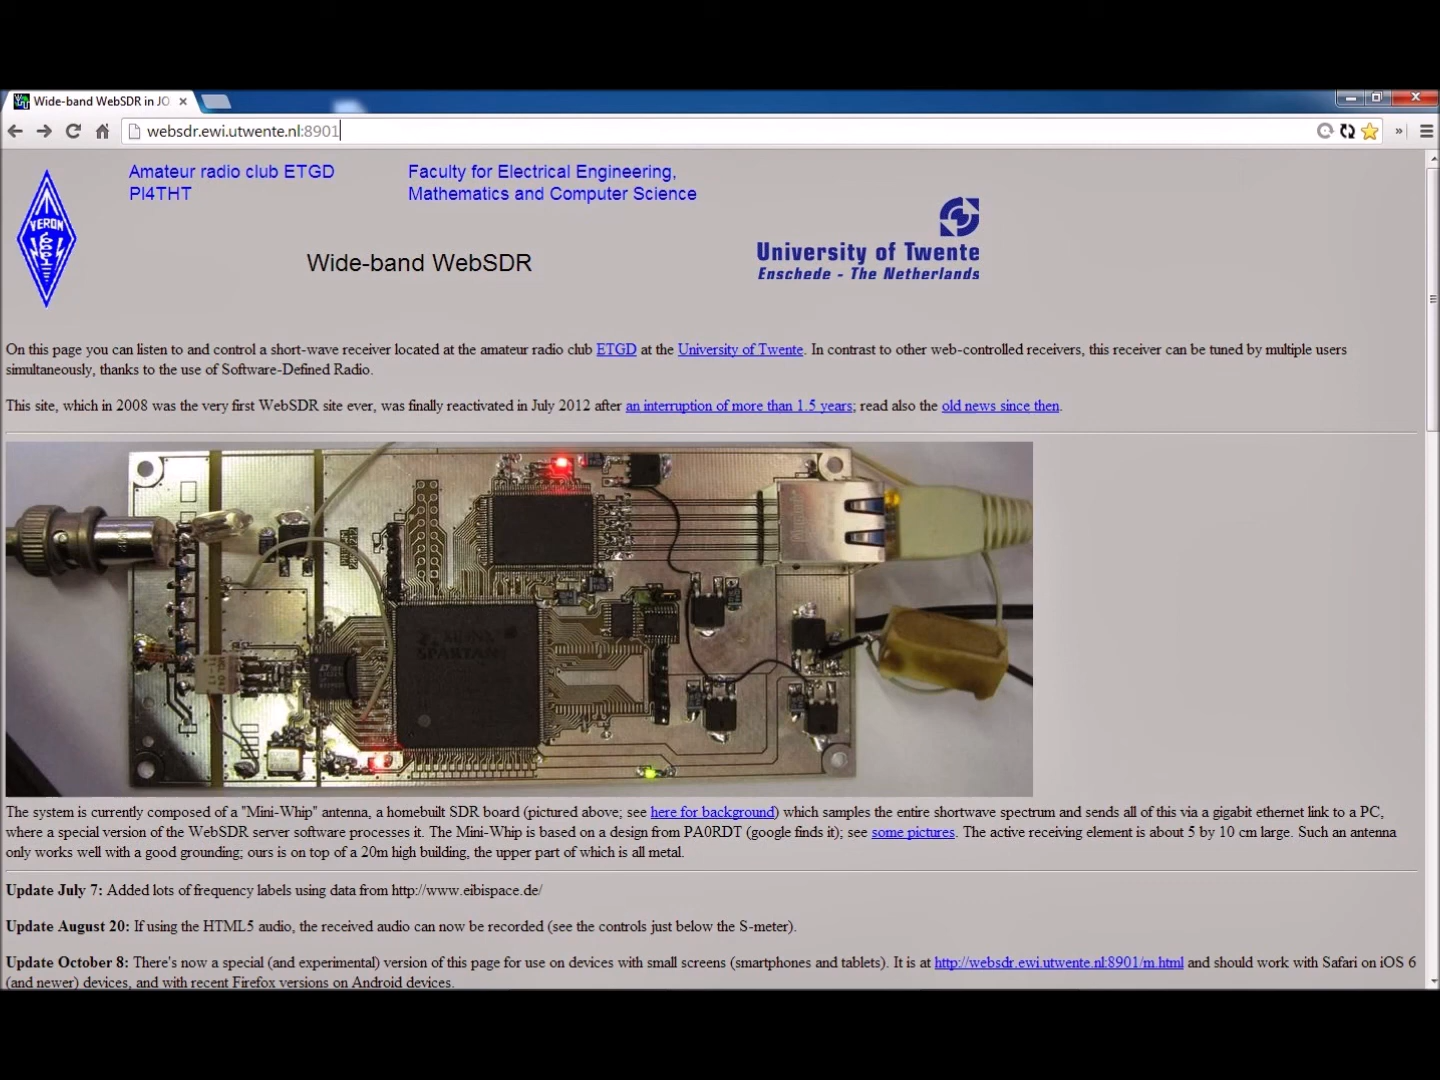 Wide-band WebSDR in JO
websdr.ewi.utwente.nl:8901
Amateur radio club ETGD
PI4THT
Faculty for Electrical Engineering,
Mathematics and Computer Science
VERON
Wide-band WebSDR
University of Twente
Enschede - The Netherlands
On this page you can listen to and control a short-wave receiver located at the amateur radio club ETGD at the University of Twente. In contrast to other web-controlled receivers, this receiver can be tuned by multiple users
simultaneously, thanks to the use of Software-Defined Radio.
This site, which in 2008 was the very first WebSDR site ever, was finally reactivated in July 2012 after an interruption of more than 1.5 years; read also the old news since then.
XILINX
SPARTAN
The system is currently composed of a "Mini-Whip" antenna, a homebuilt SDR board (pictured above; see here for background) which samples the entire shortwave spectrum and sends all of this via a gigabit ethernet link to a PC,
where a special version of the WebSDR server software processes it. The Mini-Whip is based on a design from PA0RDT (google finds it); see some pictures. The active receiving element is about 5 by 10 cm large. Such an antenna
only works well with a good grounding; ours is on top of a 20m high building, the upper part of which is all metal.
Update July 7: Added lots of frequency labels using data from http://www.eibispace.de/
Update August 20: If using the HTML5 audio, the received audio can now be recorded (see the controls just below the S-meter).
Update October 8: There's now a special (and experimental) version of this page for use on devices with small screens (smartphones and tablets). It is at http://websdr.ewi.utwente.nl:8901/m.html and should work with Safari on iOS 6
(and newer) devices, and with recent Firefox versions on Android devices.